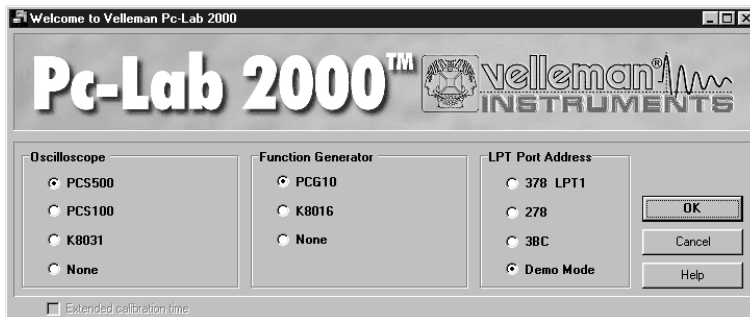 Welcome to Velleman Pc-Lab 2000
Pc-Lab 2000™
velleman®
INSTRUMENTS
Oscilloscope
PCS500
PCS100
K8031
None
Function Generator
PCG10
K8016
None
LPT Port Address
378 LPT1
278
3BC
Demo Mode
OK
Cancel
Help
Extended calibration time